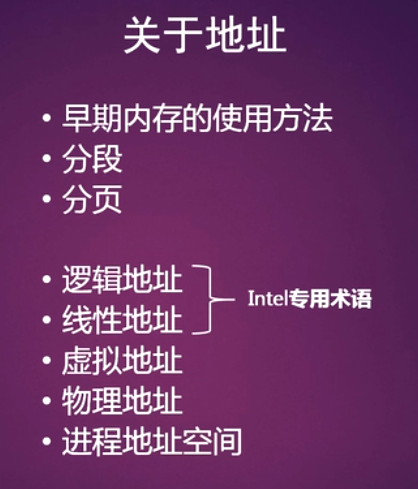 关于地址
• 早期内存的使用方法
• 分段
• 分页
• 逻辑地址
• 线性地址
Intel专用术语
• 虚拟地址
• 物理地址
• 进程地址空间